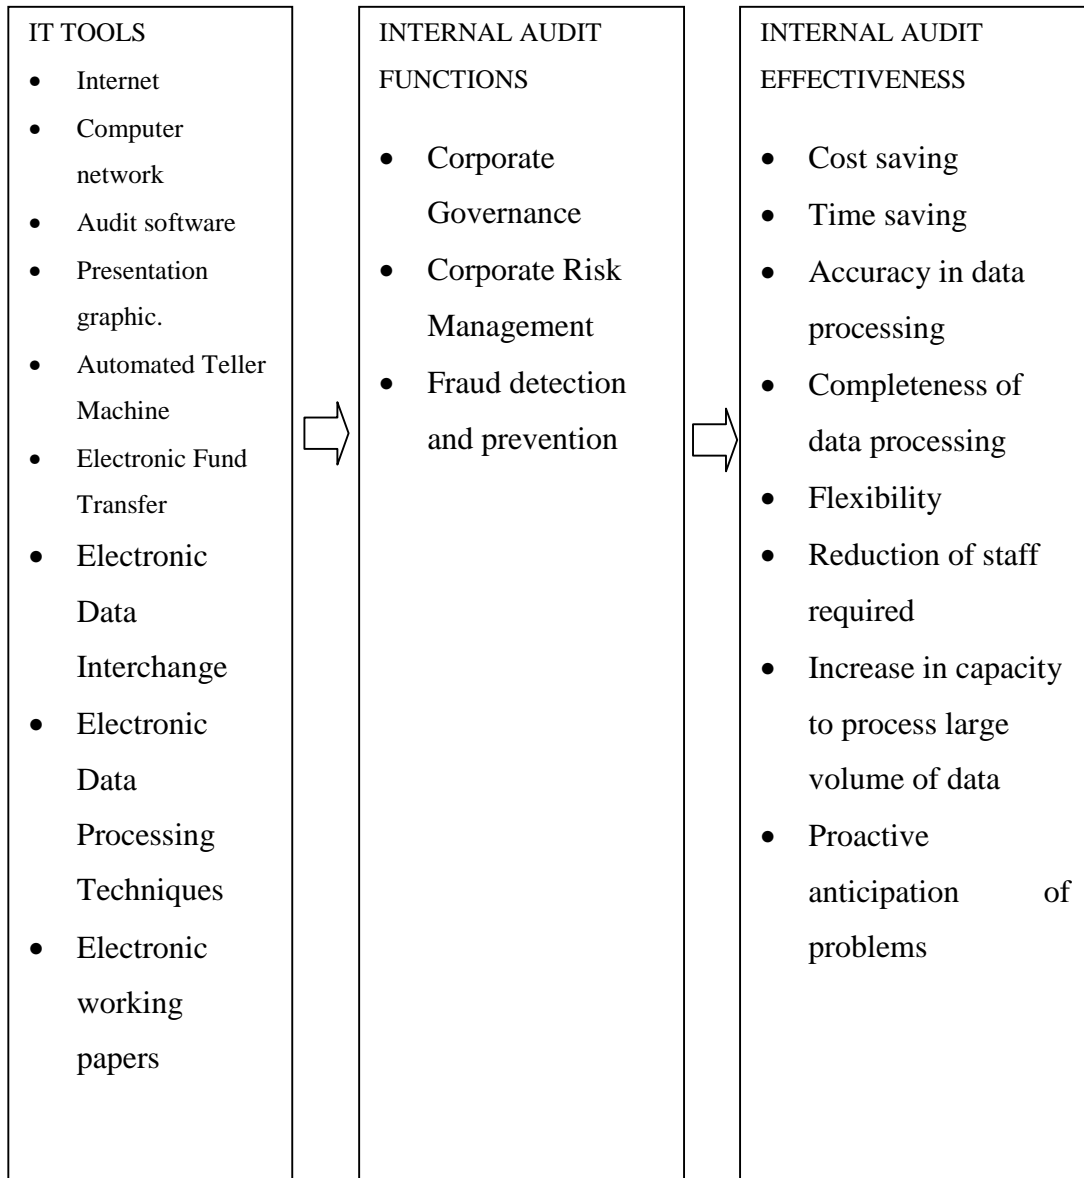 IT TOOLS
• Internet
• Computer
network
• Audit software
• Presentation
graphic.
• Automated Teller
Machine
• Electronic Fund
Transfer
• Electronic
Data
Interchange
• Electronic
Data
Processing
Techniques
• Electronic
working
papers
INTERNAL AUDIT
FUNCTIONS
• Corporate
Governance
• Corporate Risk
Management
• Fraud detection
and prevention
INTERNAL AUDIT
EFFECTIVENESS
• Cost saving
• Time saving
• Accuracy in data
processing
• Completeness of
data processing
• Flexibility
• Reduction of staff
required
• Increase in capacity
to process large
volume of data
• Proactive
anticipation of
problems